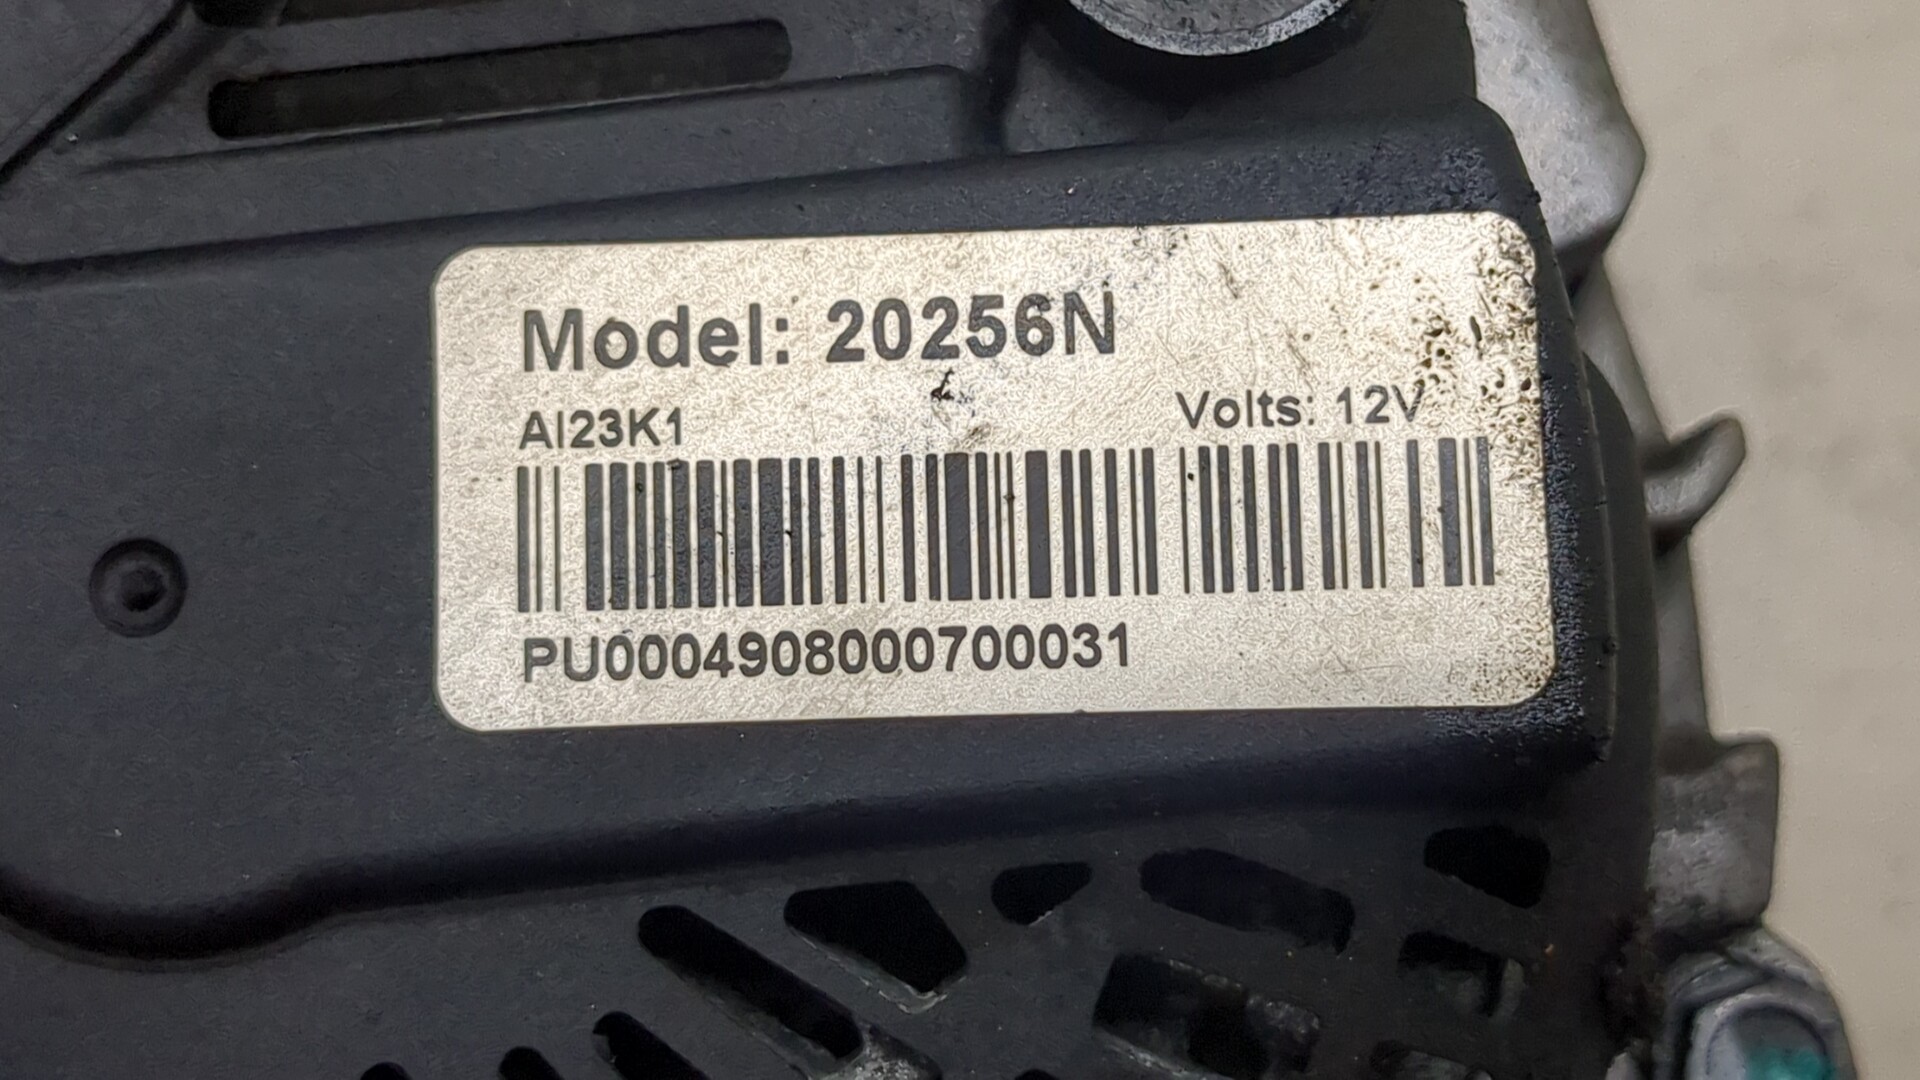 Model: 20256N
AI23K1
Volts: 12V
PU0004908000700031